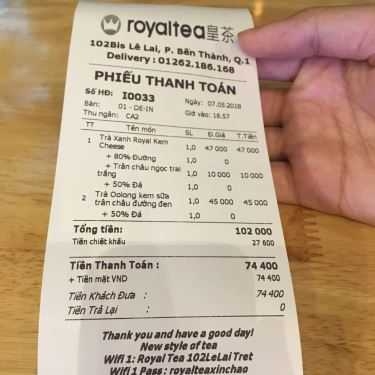 royaltea皇茶
102Bis Lê Lai, P. Bến Thành, Q.1
Delivery : 01262.186.168
PHIẾU THANH TOÁN
Số HĐ: I0033 Ngày: 07.05.2018
Bàn: 01 - DE-IN Giờ vào: 16.57
Thu ngân: CA2
TT Tên món SL Đ.Giá T.Tiền
1 Trà Xanh Royal Kem Cheese 1,0 47 000 47 000
+ 80% Đường 1,0 0
+ Trân châu ngọc trai trắng 1,0 10 000 10 000
+ 50% Đá 1,0 0
2 Trà Oolong kem sữa trân châu đường đen 1,0 45 000 45 000
+ 50% Đá 1,0 0
Tổng tiền: 102 000
Tiền chiết khấu 27 600
Tiền Thanh Toán : 74 400
+ Tiền mặt VND 74 400
Tiền Khách Đưa : 74 400
Tiền Trả Lại : 0
Thank you and have a good day!
New style of tea
Wifi 1: Royal Tea 102LeLai Tret
Wifi 1 Pass : royalteaxinchao